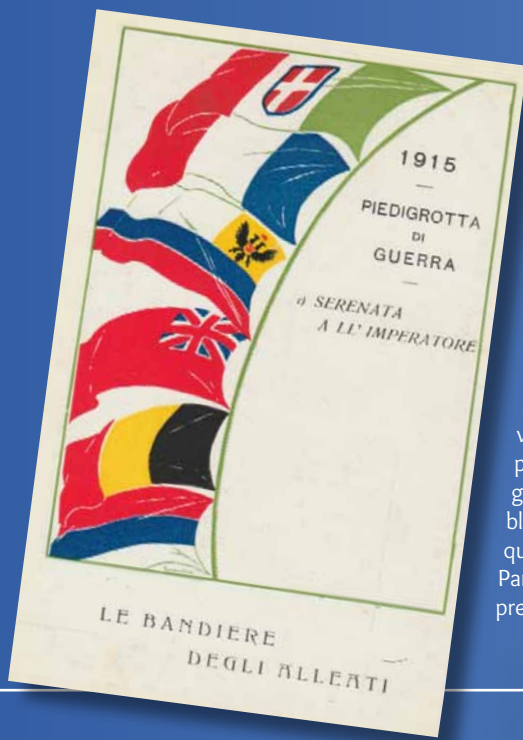 1915
PIEDIGROTTA
DI
GUERRA
SERENATA
A LL' IMPERATORE
LE BANDIERE
DEGLI ALLEATI